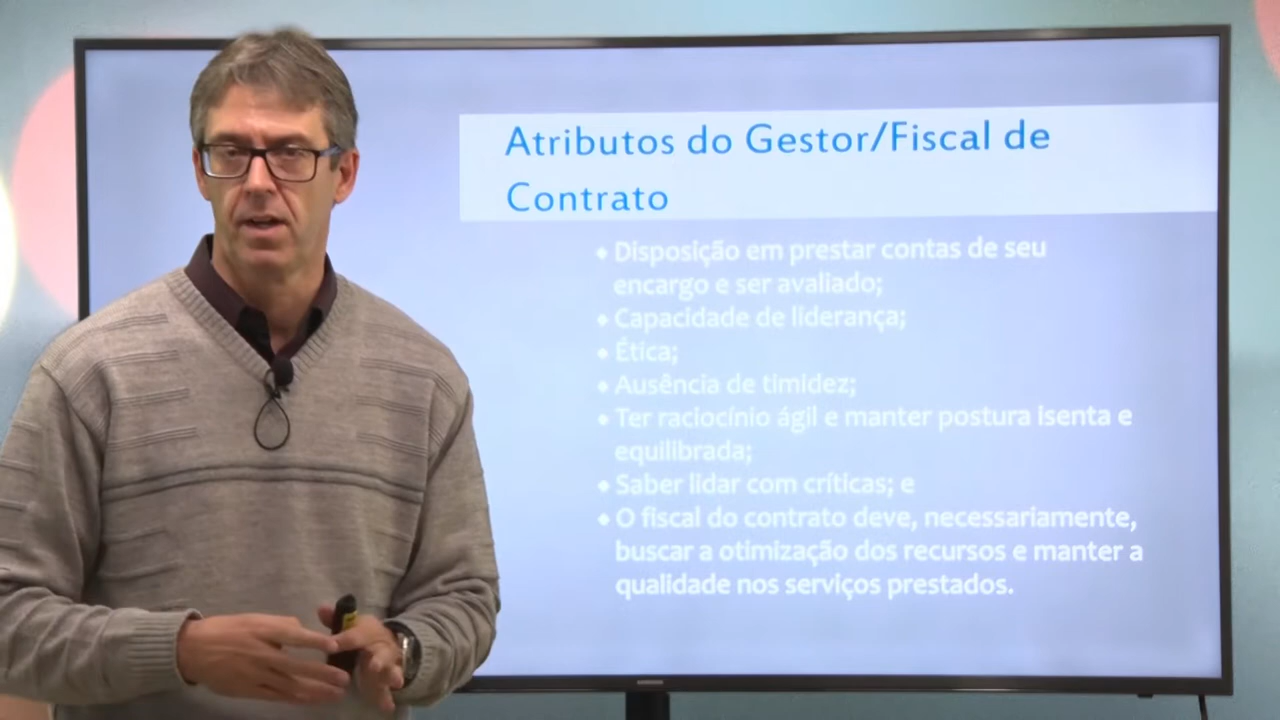 Atributos do Gestor/Fiscal de
Contrato
Disposição em prestar contas de seu
encargo e ser avaliado;
Capacidade de liderança;
Ética;
Ausência de timidez;
Ter raciocínio ágil e manter postura isenta e
equilibrada;
Saber lidar com críticas; e
O fiscal do contrato deve, necessariamente,
buscar a otimização dos recursos e manter a
qualidade nos serviços prestados.